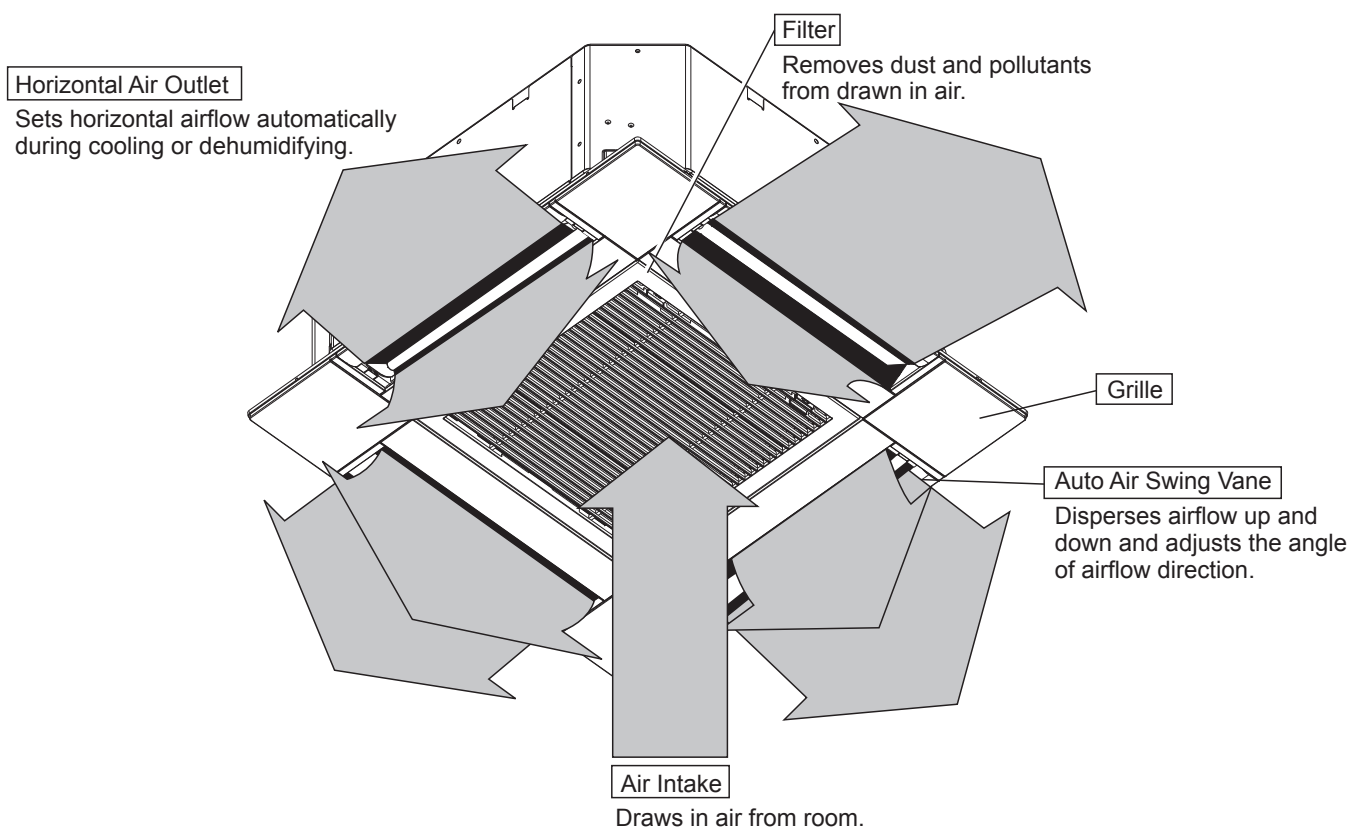 Filter
Removes dust and pollutants
from drawn in air.
Horizontal Air Outlet
Sets horizontal airflow automatically
during cooling or dehumidifying.
Grille
Auto Air Swing Vane
Disperses airflow up and
down and adjusts the angle
of airflow direction.
Air Intake
Draws in air from room.